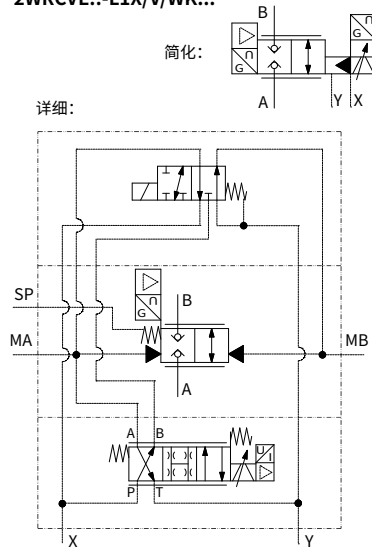 2WRCVE..-L1X/V/WR...
B
简化：
U
G
U
G
A
Y X
详细：
SP
B
U
G
MA
MB
A
A B
U
I
P T
X
Y